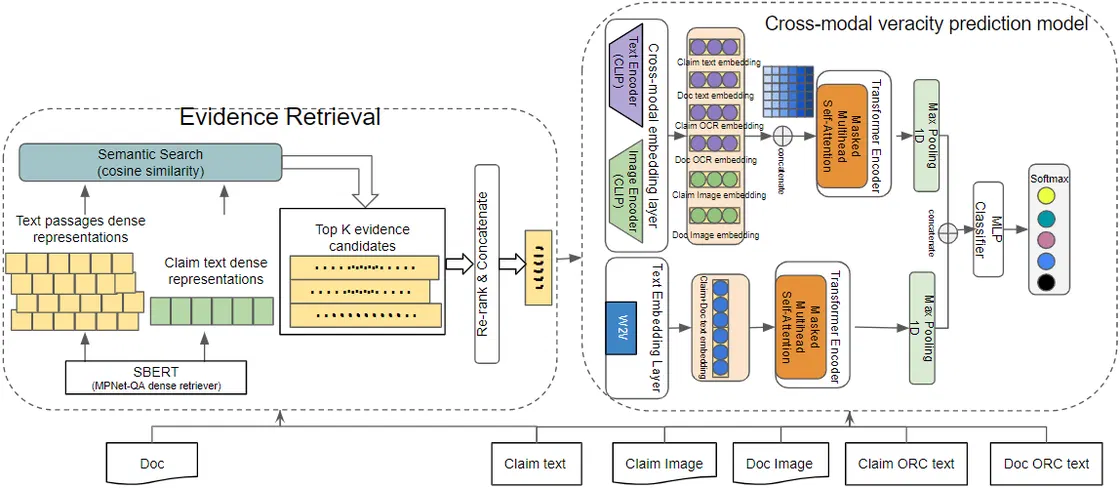 Evidence Retrieval
Semantic Search
(cosine similarity)
Text passages dense
representations
Claim text dense
representations
SBERT
(MPNet-QA dense retriever)
Top K evidence
candidates
Re-rank & Concatenate
Cross-modal veracity prediction model
Text Encoder
(CLIP)
Image Encoder
(CLIP)
Cross-modal embedding layer
Claim text embedding
Doc text embedding
Claim OCR embedding
Doc OCR embedding
Claim Image embedding
Doc Image embedding
concatenate
Masked
Multihead
Self-Attention
Transformer Encoder
Max Pooling
1D
W2V
Text Embedding Layer
Claim+Doc text embedding
Masked
Multihead
Self-Attention
Transformer Encoder
Max Pooling
1D
concatenate
MLP
Classifier
Softmax
Doc
Claim text
Claim Image
Doc Image
Claim ORC text
Doc ORC text